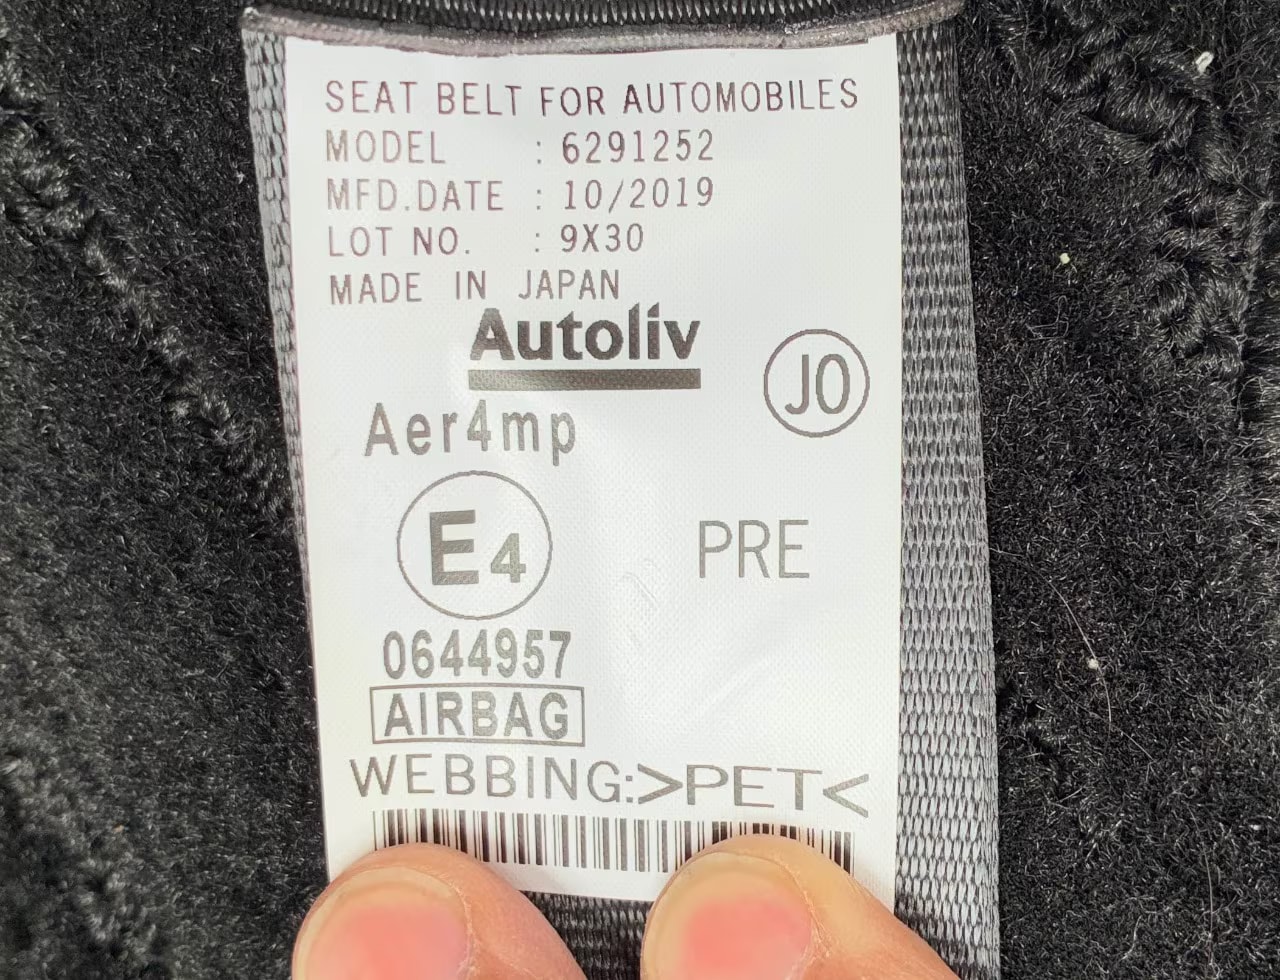 SEAT BELT FOR AUTOMOBILES
MODEL : 6291252
MFD.DATE : 10/2019
LOT NO. : 9X30
MADE IN JAPAN
Autoliv
JO
Aer4mp
E4
PRE
0644957
AIRBAG
WEBBING:>PET<